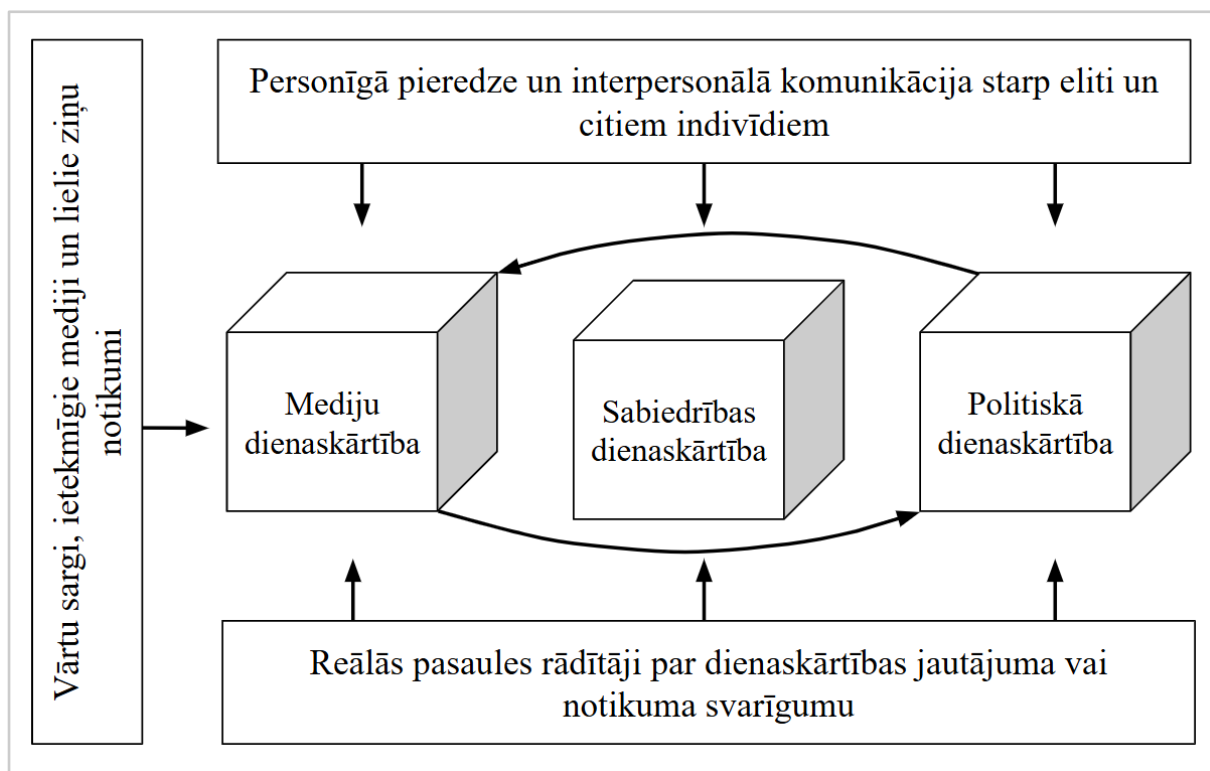 Vārtu sargi, ietekmīgie mediji un lielie ziņu
notikumi
Personīgā pieredze un interpersonālā komunikācija starp eliti un
citiem indivīdiem
Mediju
dienaskārtība
Sabiedrības
dienaskārtība
Politiskā
dienaskārtība
Reālās pasaules rādītāji par dienaskārtības jautājuma vai
notikuma svarīgumu